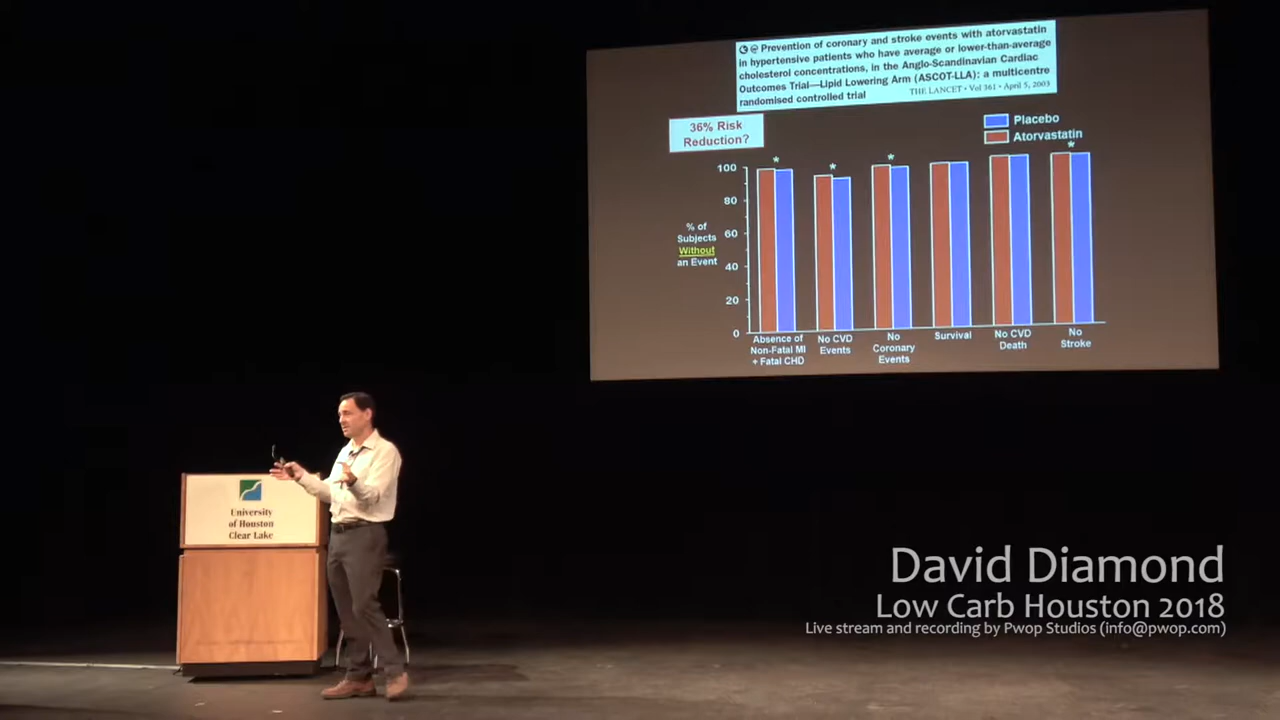 Prevention of coronary and stroke events with atorvastatin
in hypertensive patients who have average or lower-than-average
cholesterol concentrations, in the Anglo-Scandinavian Cardiac
Outcomes Trial—Lipid Lowering Arm (ASCOT-LLA): a multicentre
randomised controlled trial
THE LANCET • Vol 361 • April 5, 2003
36% Risk
Reduction?
Placebo
Atorvastatin
* * * *
100
80
60
40
20
0
% of
Subjects
Without
an Event
Absence of
Non-Fatal MI
+ Fatal CHD
No CVD
Events
No
Coronary
Events
Survival
No CVD
Death
No
Stroke
University
of Houston
Clear Lake
David Diamond
Low Carb Houston 2018
Live stream and recording by Pwop Studios (info@pwop.com)